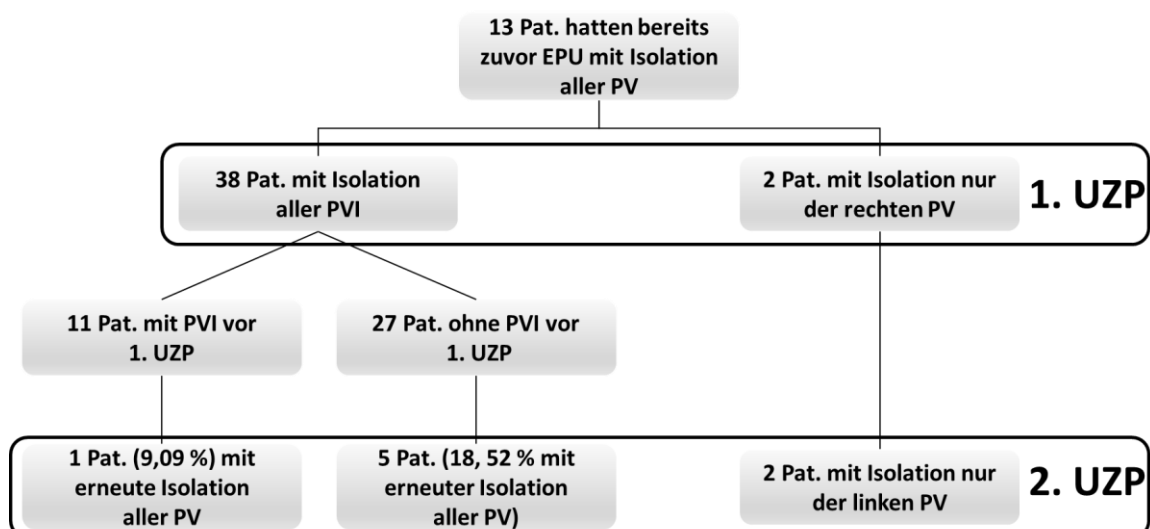 13 Pat. hatten bereits
zuvor EPU mit Isolation
aller PV
38 Pat. mit Isolation
aller PVI
2 Pat. mit Isolation nur
der rechten PV
1. UZP
11 Pat. mit PVI vor
1. UZP
27 Pat. ohne PVI vor
1. UZP
1 Pat. (9,09 %) mit
erneute Isolation
aller PV
5 Pat. (18, 52 % mit
erneuter Isolation
aller PV)
2 Pat. mit Isolation nur
der linken PV
2. UZP